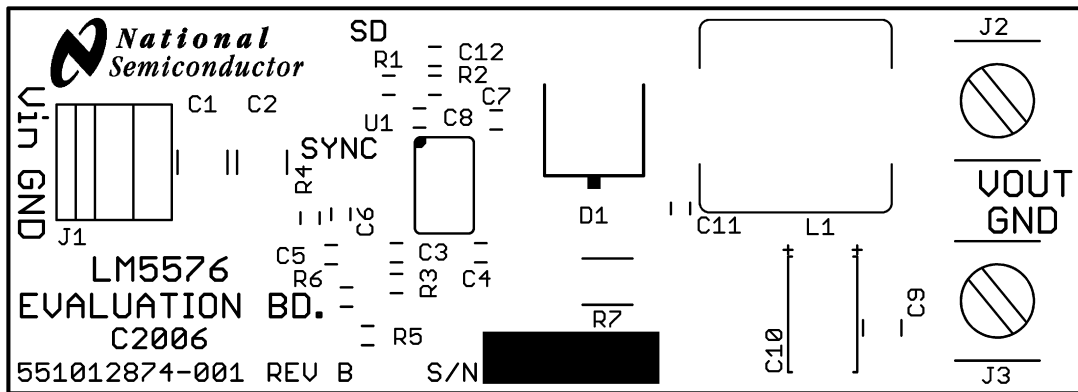 National
Semiconductor
SD
R1
C12
R2
C7
C8
U1
C1
C2
Vin GND
J1
SYNC
R4
C6
C5
C3
C4
R6
R3
R5
D1
C11
L1
R7
C10
C9
J2
VOUT
GND
J3
LM5576
EVALUATION BD.
C2006
551012874-001 REV B
S/N